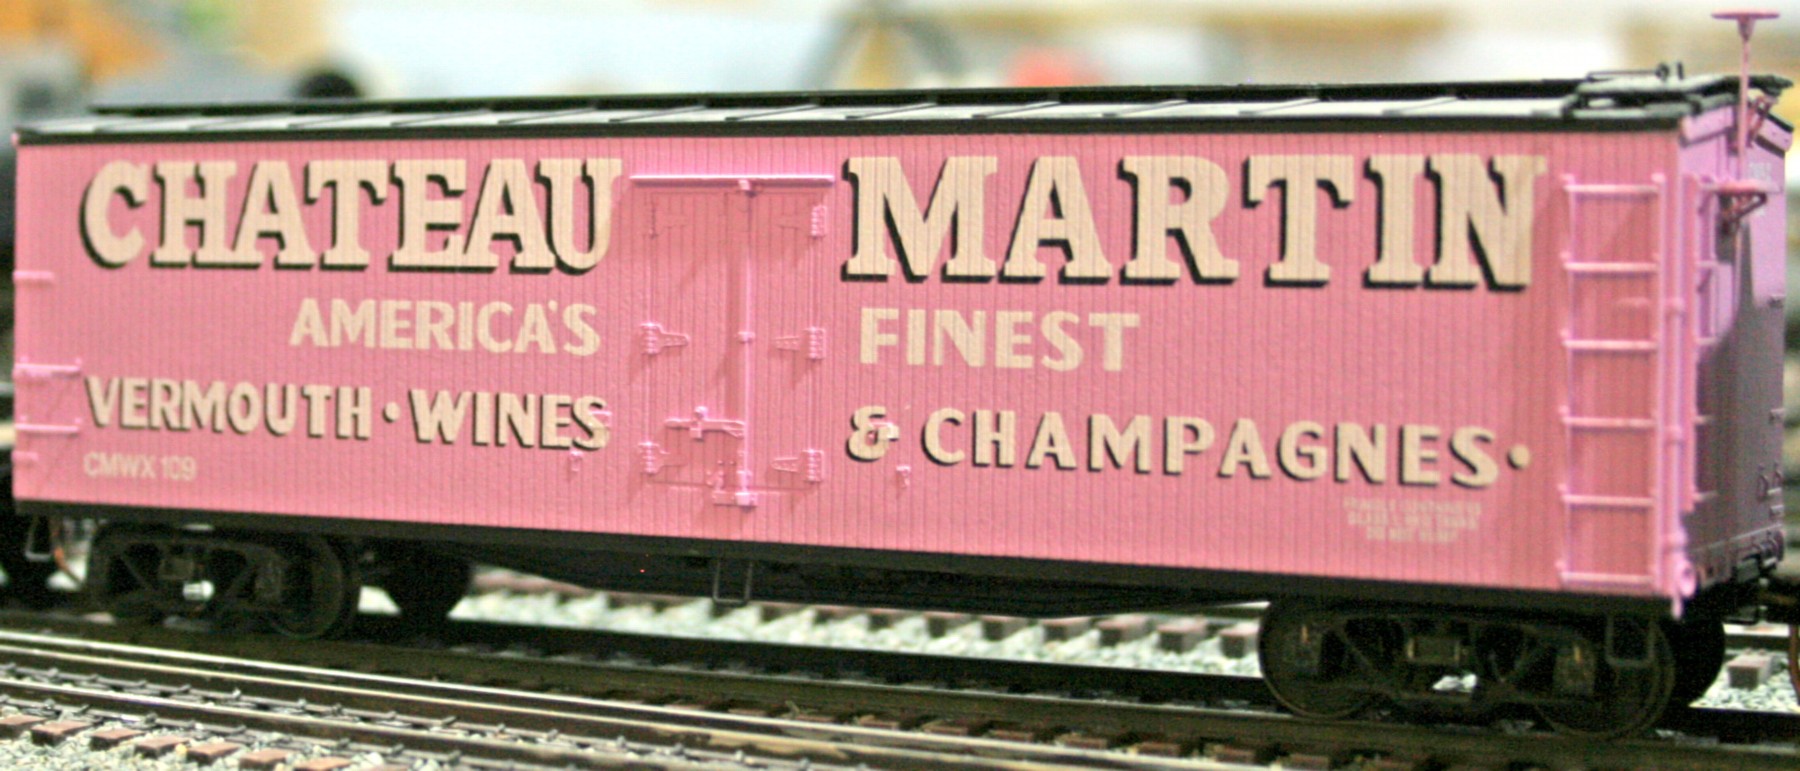 CHATEAU MARTIN
AMERICA'S FINEST
VERMOUTH • WINES & CHAMPAGNES •
CMWX 109